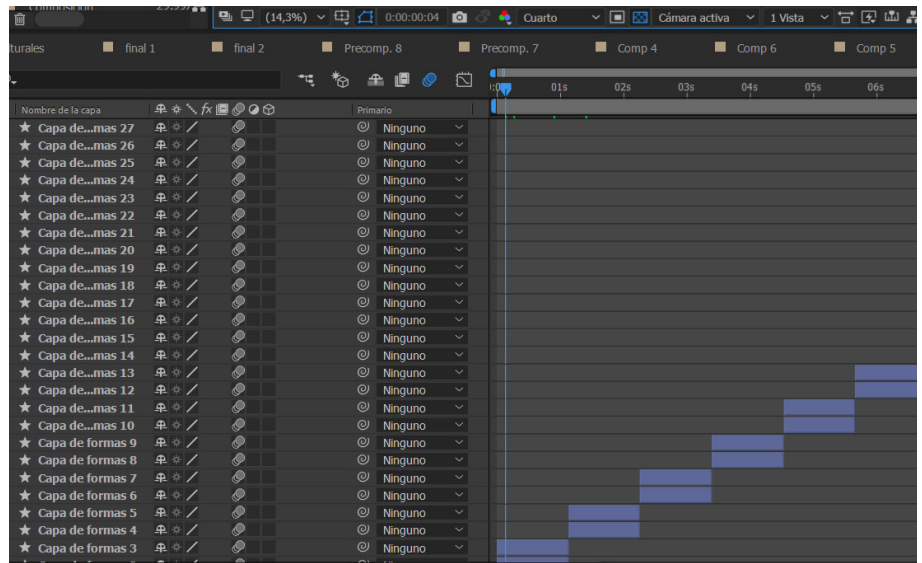 (14,3%) 0:00:00:04 Cuarto Cámara activa 1 Vista
final 1 final 2 Precomp. 8 Precomp. 7 Comp 4 Comp 6 Comp 5
01s 02s 03s 04s 05s 06s
Nombre de la capa fx Primario
Capa de...mas 27 Ninguno
Capa de...mas 26 Ninguno
Capa de...mas 25 Ninguno
Capa de...mas 24 Ninguno
Capa de...mas 23 Ninguno
Capa de...mas 22 Ninguno
Capa de...mas 21 Ninguno
Capa de...mas 20 Ninguno
Capa de...mas 19 Ninguno
Capa de...mas 18 Ninguno
Capa de...mas 17 Ninguno
Capa de...mas 16 Ninguno
Capa de...mas 15 Ninguno
Capa de...mas 14 Ninguno
Capa de...mas 13 Ninguno
Capa de...mas 12 Ninguno
Capa de...mas 11 Ninguno
Capa de...mas 10 Ninguno
Capa de formas 9 Ninguno
Capa de formas 8 Ninguno
Capa de formas 7 Ninguno
Capa de formas 6 Ninguno
Capa de formas 5 Ninguno
Capa de formas 4 Ninguno
Capa de formas 3 Ninguno